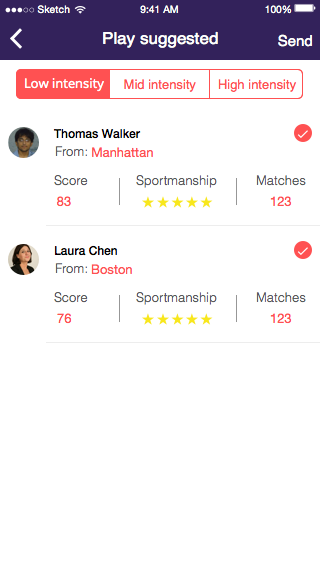 Sketch 9:41 AM 100%
Play suggested Send
Low intensity Mid intensity High intensity
Thomas Walker
From: Manhattan
Score Sportmanship Matches
83 123
Laura Chen
From: Boston
Score Sportmanship Matches
76 123